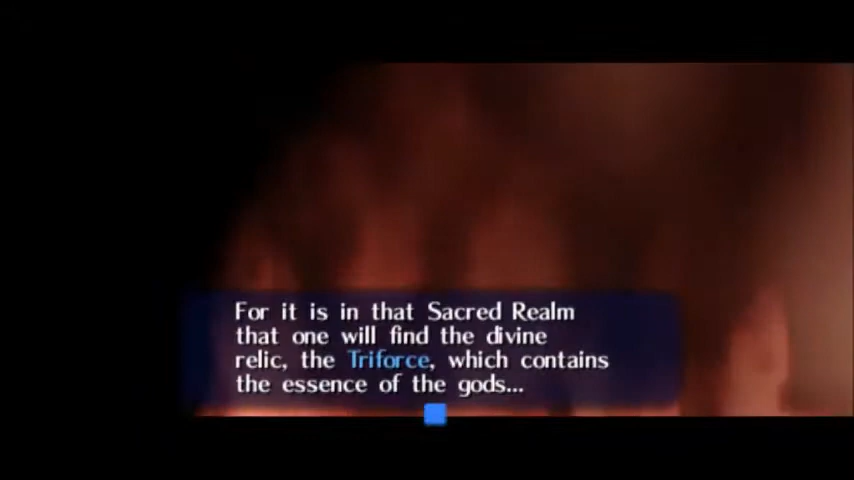 For it is in that Sacred Realm
that one will find the divine
relic, the Triforce, which contains
the essence of the gods...